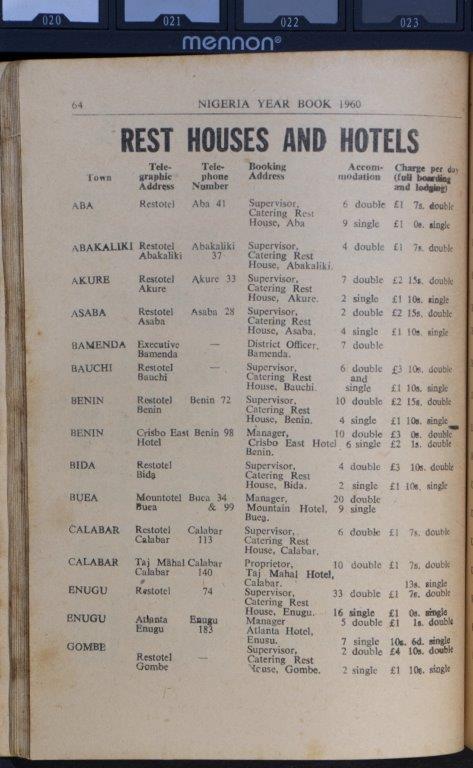 020 021 022 023
mennon®
64 NIGERIA YEAR BOOK 1960
REST HOUSES AND HOTELS
Town Tele-graphic Address Tele-phone Number Booking Address Accom-modation Charge per day (full boarding and lodging)
ABA Restotel Aba 41 Supervisor, 6 double £1 7s. double
Catering Rest
House, Aba 9 single £1 0s. single
ABAKALIKI Restotel Abakaliki Supervisor, 4 double £1 7s. double
Abakaliki 37 Catering Rest
House, Abakaliki.
AKURE Restotel Akure 33 Supervisor, 7 double £2 15s. double
Akure Catering Rest
House, Akure. 2 single £1 10s. single
ASABA Restotel Asaba 28 Supervisor, 2 double £2 15s. double
Asaba Catering Rest
House, Asaba. 4 single £1 10s. single
BAMENDA Executive — District Officer, 7 double
Bamenda Bamenda.
BAUCHI Restotel — Supervisor, 6 double £3 10s. double
Bauchi Catering Rest and
House, Bauchi. single £1 10s. single
BENIN Restotel Benin 72 Supervisor, 10 double £2 15s. double
Benin Catering Rest
House, Benin. 4 single £1 10s. single
BENIN Crisbo East Benin 98 Manager, 10 double £3 0s. double
Hotel Crisbo East Hotel 6 single £2 1s. double
Benin.
BIDA Restotel Supervisor, 4 double £3 10s. double
Bida Catering Rest
House, Bida. 2 single £1 10s. single
BUEA Mountotel Buea 34 Manager, 20 double
Buea & 99 Mountain Hotel, 9 single
Buea.
CALABAR Restotel Calabar Supervisor, 6 double £1 7s. double
Calabar 113 Catering Rest
House, Calabar.
CALABAR Taj Mahal Calabar Proprietor, 10 double £1 7s. double
Calabar 140 Taj Mahal Hotel,
Calabar. 13s. single
ENUGU Restotel 74 Supervisor, 33 double £1 7s. double
Catering Rest
House, Enugu. 16 single £1 0s. single
ENUGU Atlanta Enugu Manager 5 double £1 1s. double
Enugu 183 Atlanta Hotel,
Enusu. 7 single 10s. 6d. single
GOMBE Supervisor, 2 double £4 10s. double
Restotel — Catering Rest
Gombe House, Gombe. 2 single £1 10s. single